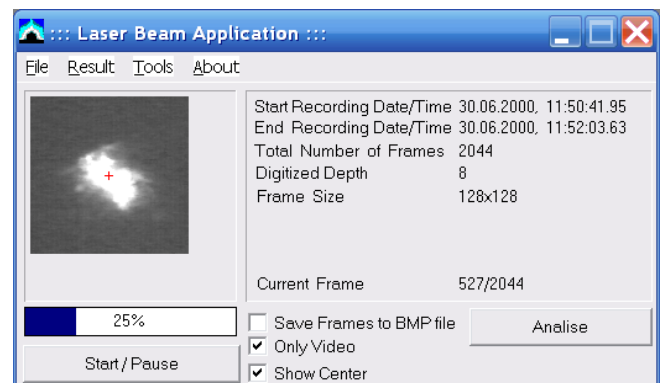 ::: Laser Beam Application :::
File Result Tools About
Start Recording Date/Time 30.06.2000, 11:50:41.95
End Recording Date/Time 30.06.2000, 11:52:03.63
Total Number of Frames 2044
Digitized Depth 8
Frame Size 128x128
Current Frame 527/2044
25%
Save Frames to BMP file
Analise
Only Video
Start / Pause
Show Center